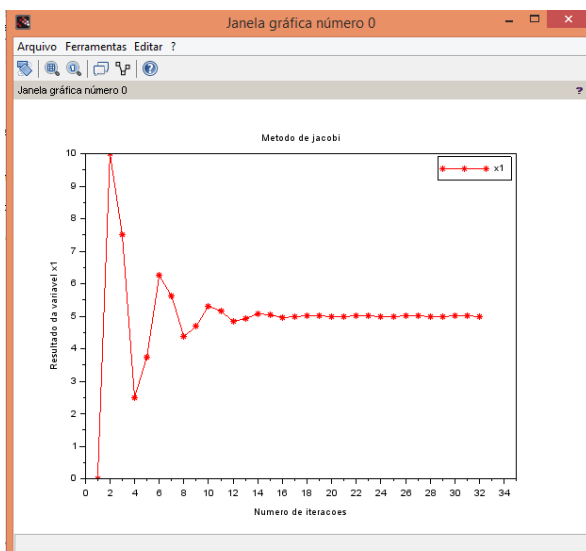 Janela gráfica número 0
Arquivo Ferramentas Editar ?
Janela gráfica número 0 ?
Metodo de jacobi
x1
Resultado da variavel x1
10
9
8
7
6
5
4
3
2
1
0
0 2 4 6 8 10 12 14 16 18 20 22 24 26 28 30 32 34
Numero de iteracoes